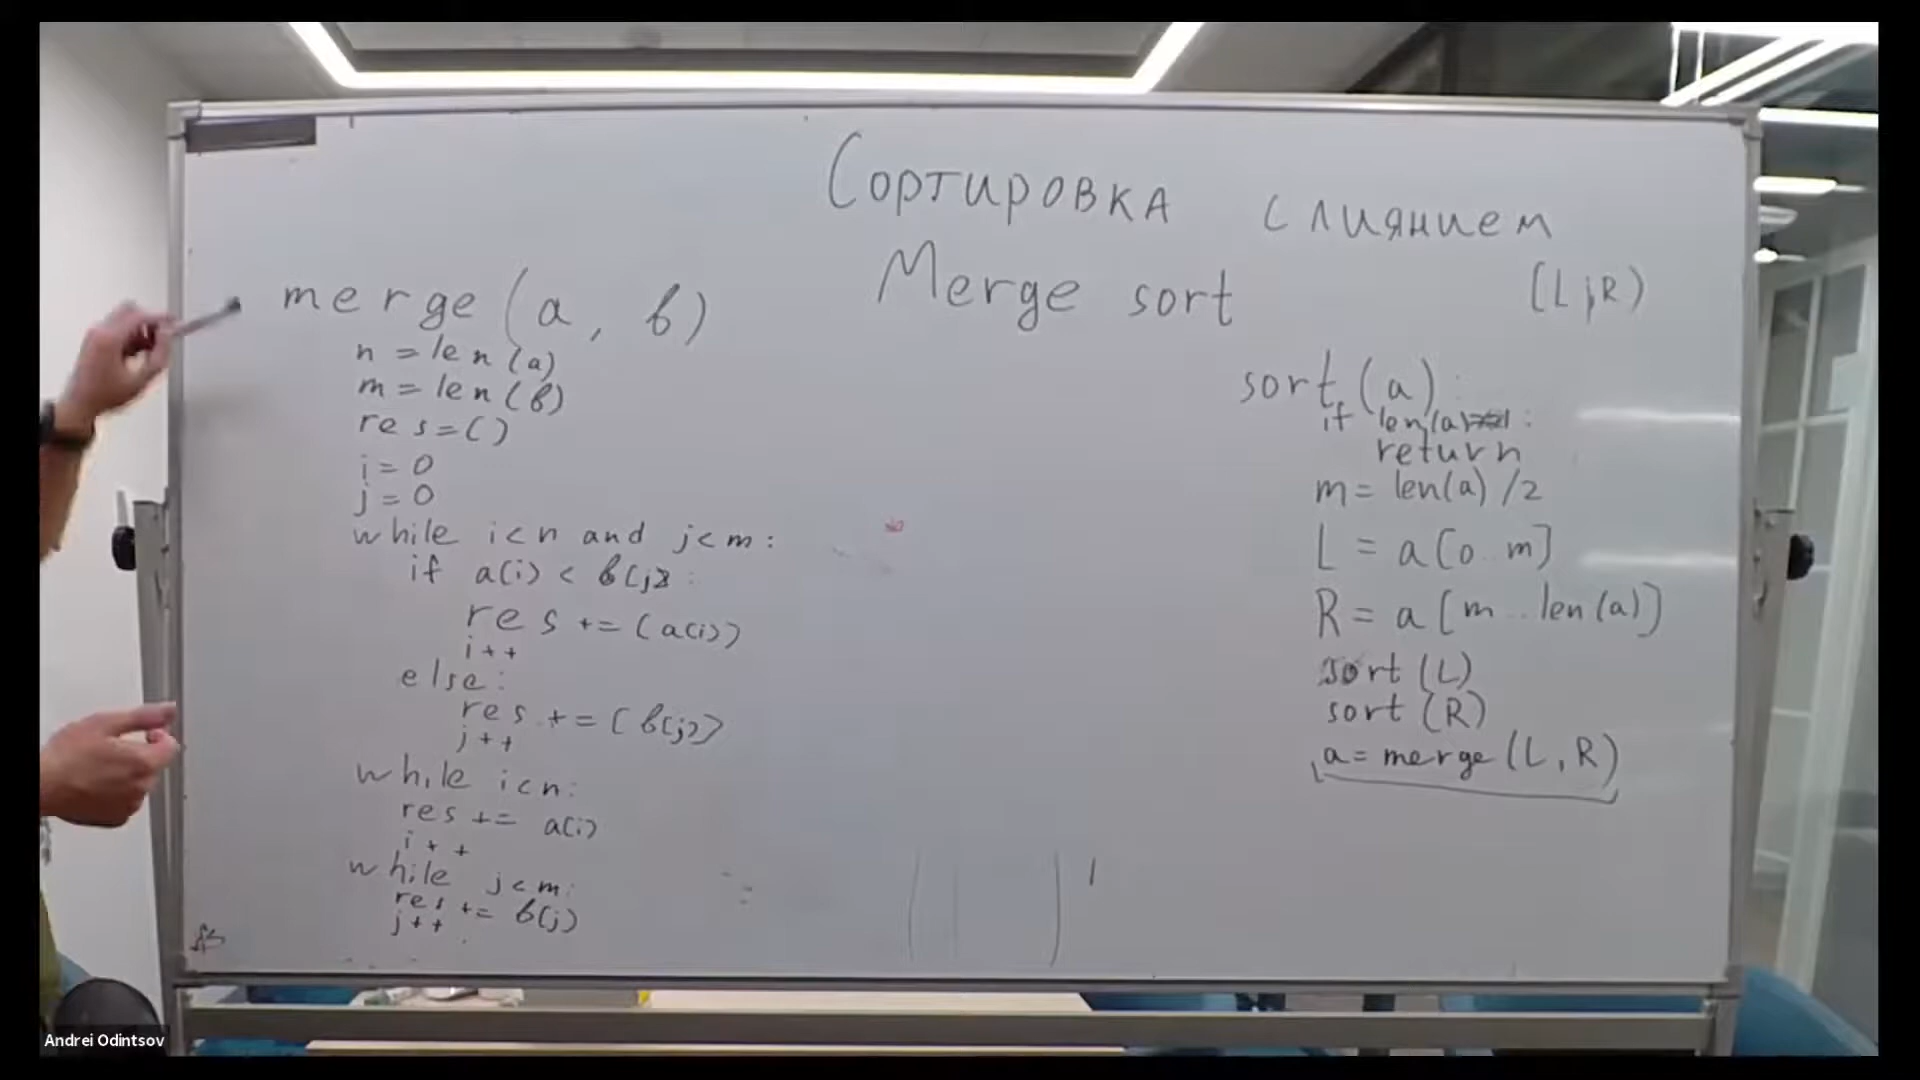 Сортировка слиянием
Merge sort
[L, R)
merge(a, b)
n = len(a)
m = len(b)
res = []
i = 0
j = 0
while i < n and j < m:
if a[i] < b[j]:
res += [a[i]]
i++
else:
res += [b[j]]
j++
while i < n:
res += a[i]
i++
while j < m:
res += b[j]
j++
sort(a):
if len(a) :
return
m = len(a) / 2
L = a[0..m]
R = a[m..len(a)]
sort(L)
sort(R)
a = merge(L, R)
Andrei Odintsov